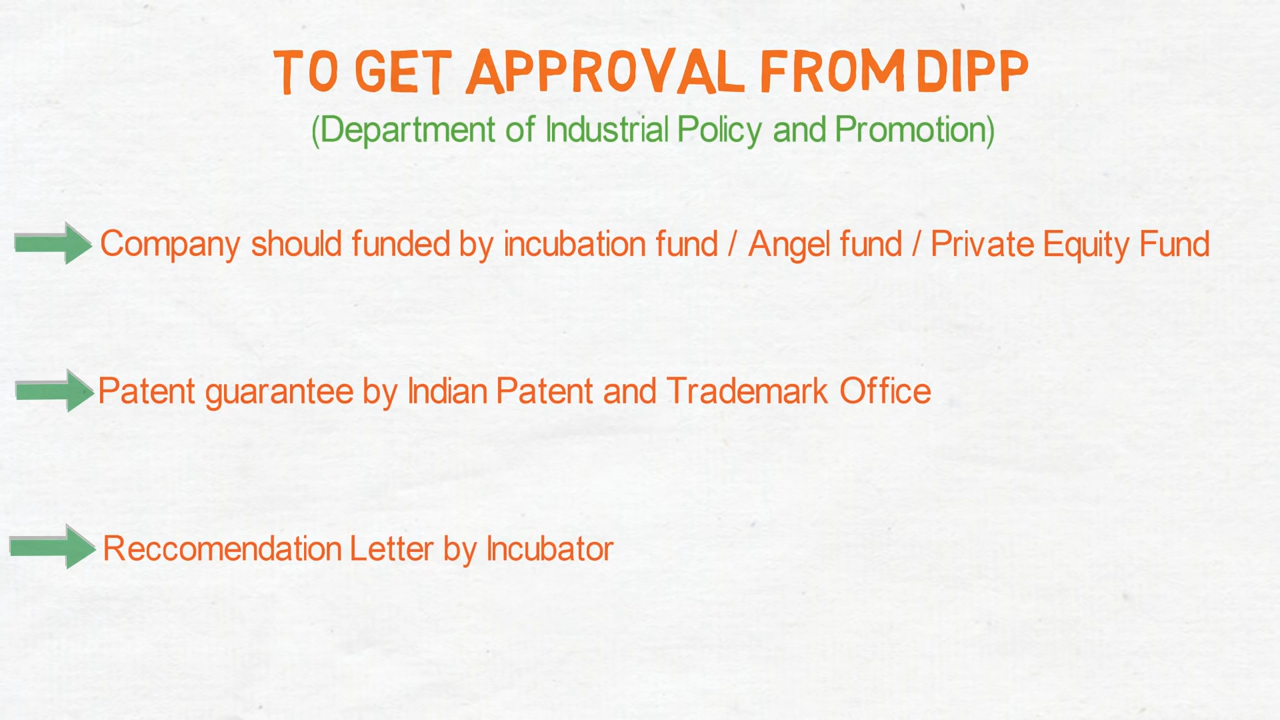 TO GET APPROVAL FROM DIPP
(Department of Industrial Policy and Promotion)
Company should funded by incubation fund / Angel fund / Private Equity Fund
Patent guarantee by Indian Patent and Trademark Office
Reccomendation Letter by Incubator